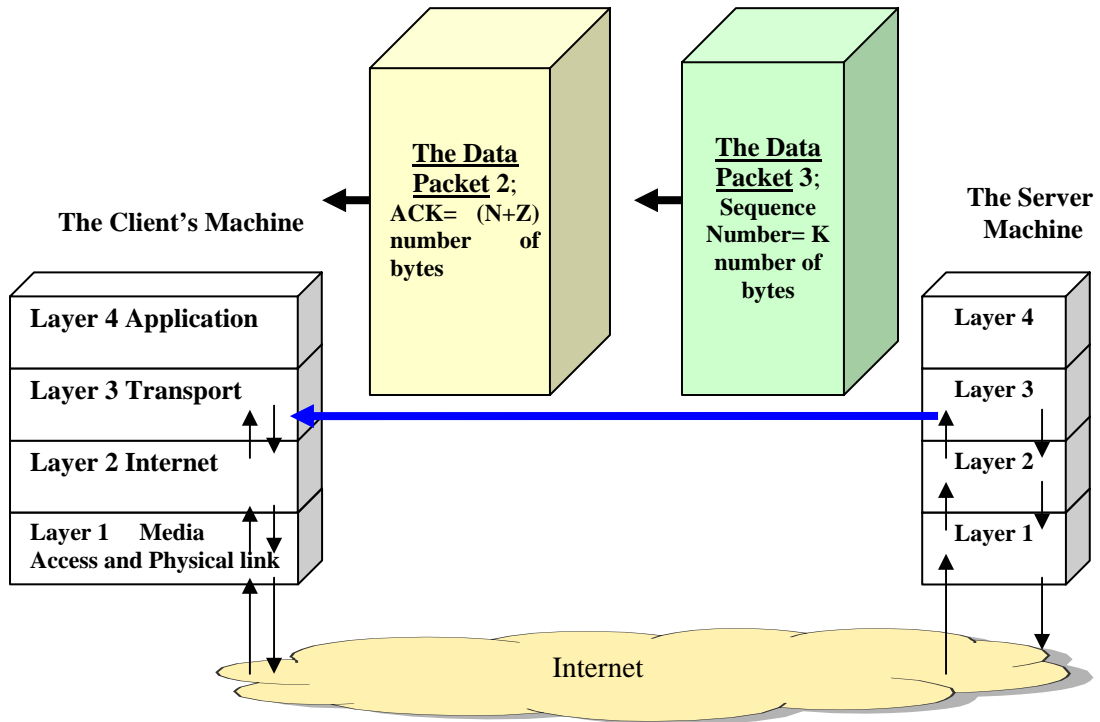 The Data
Packet 2;
ACK= (N+Z)
number of
bytes
The Data
Packet 3;
Sequence
Number= K
number of
bytes
The Client’s Machine
The Server
Machine
Layer 4 Application
Layer 3 Transport
Layer 2 Internet
Layer 1 Media
Access and Physical link
Layer 4
Layer 3
Layer 2
Layer 1
Internet